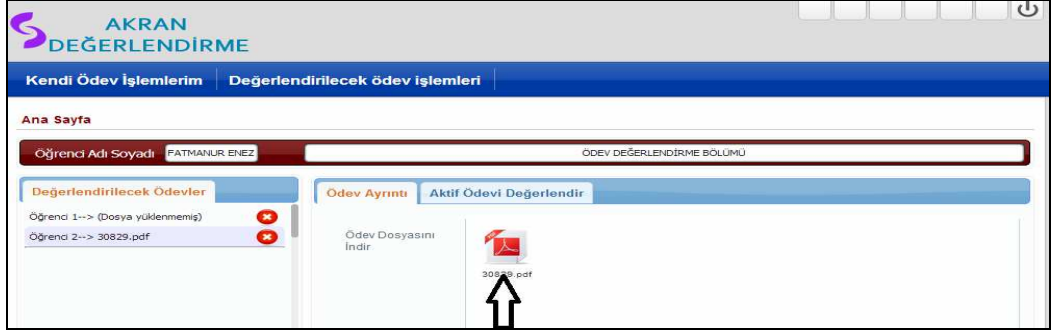 AKRAN
DEĞERLENDİRME
Kendi Ödev İşlemlerim Değerlendirilecek ödev işlemleri
Ana Sayfa
Öğrenci Adı Soyadı FATMANUR ENEZ ÖDEV DEĞERLENDİRME BÖLÜMÜ
Değerlendirilecek Ödevler
Öğrenci 1--> (Dosya yüklenmemiş)
Öğrenci 2--> 30829.pdf
Ödev Ayrıntı Aktif Ödevi Değerlendir
Ödev Dosyasını
İndir
30829.pdf